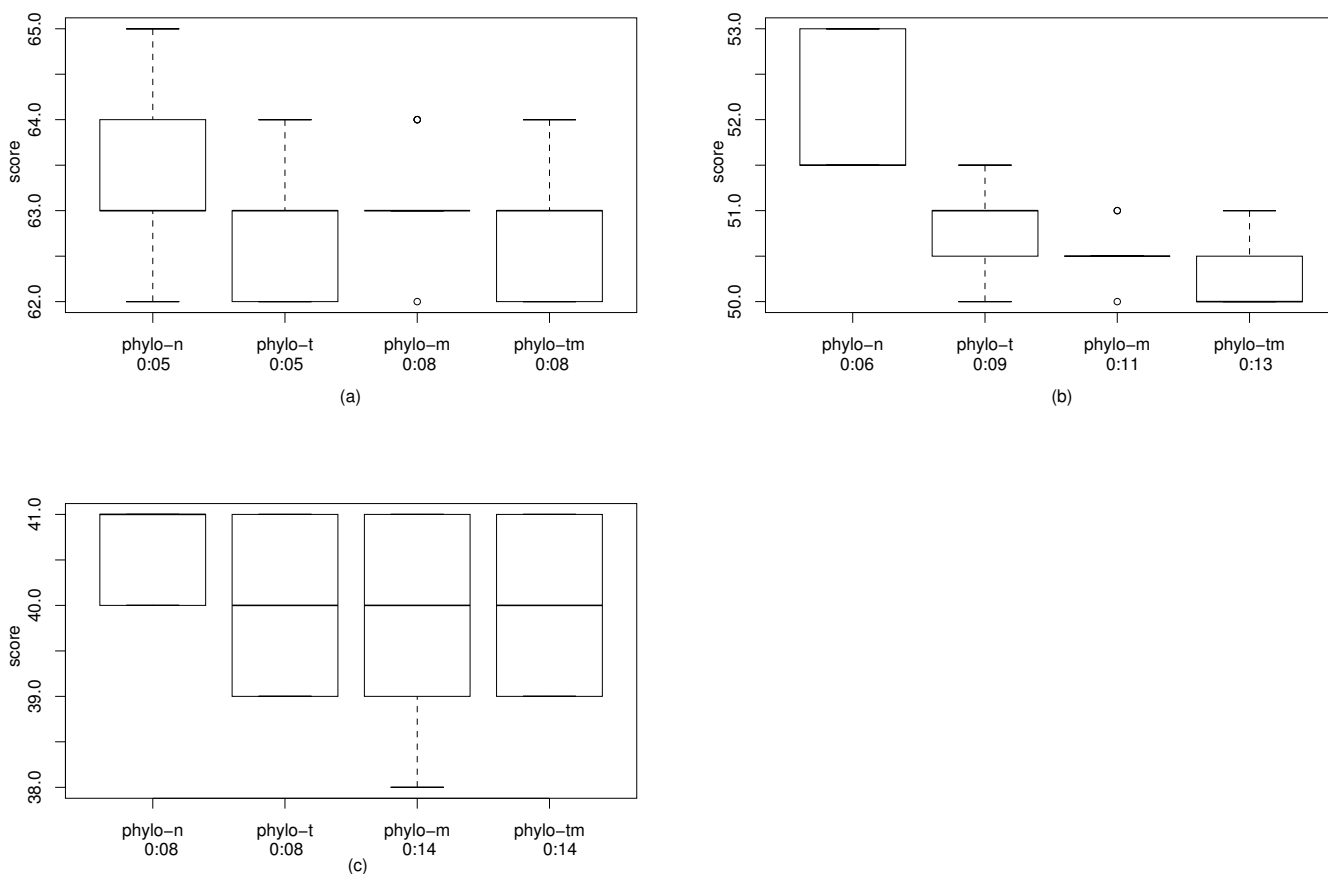 65.0
64.0
63.0
62.0
score
phylo−n phylo−t phylo−m phylo−tm
0:05 0:05 0:08 0:08
(a)
53.0
52.0
51.0
50.0
score
phylo−n phylo−t phylo−m phylo−tm
0:06 0:09 0:11 0:13
(b)
41.0
40.0
39.0
38.0
score
phylo−n phylo−t phylo−m phylo−tm
0:08 0:08 0:14 0:14
(c)